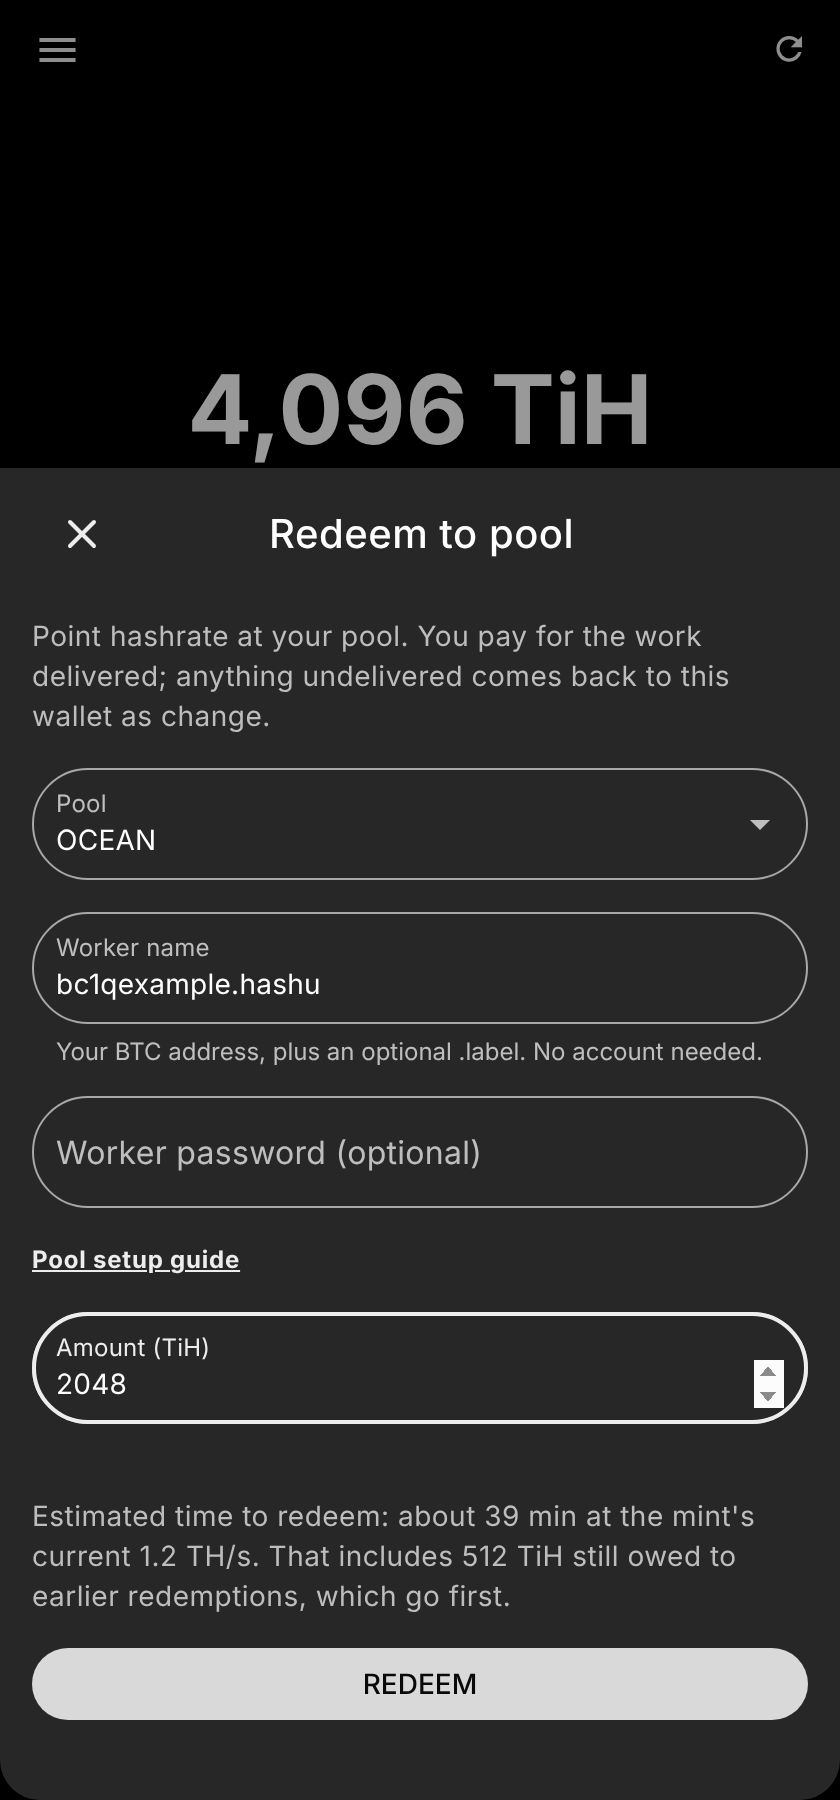 4,096 TiH
Redeem to pool
Point hashrate at your pool. You pay for the work
delivered; anything undelivered comes back to this
wallet as change.
Pool
OCEAN
Worker name
bc1qexample.hashu
Your BTC address, plus an optional .label. No account needed.
Worker password (optional)
Pool setup guide
Amount (TiH)
2048
Estimated time to redeem: about 39 min at the mint's
current 1.2 TH/s. That includes 512 TiH still owed to
earlier redemptions, which go first.
REDEEM